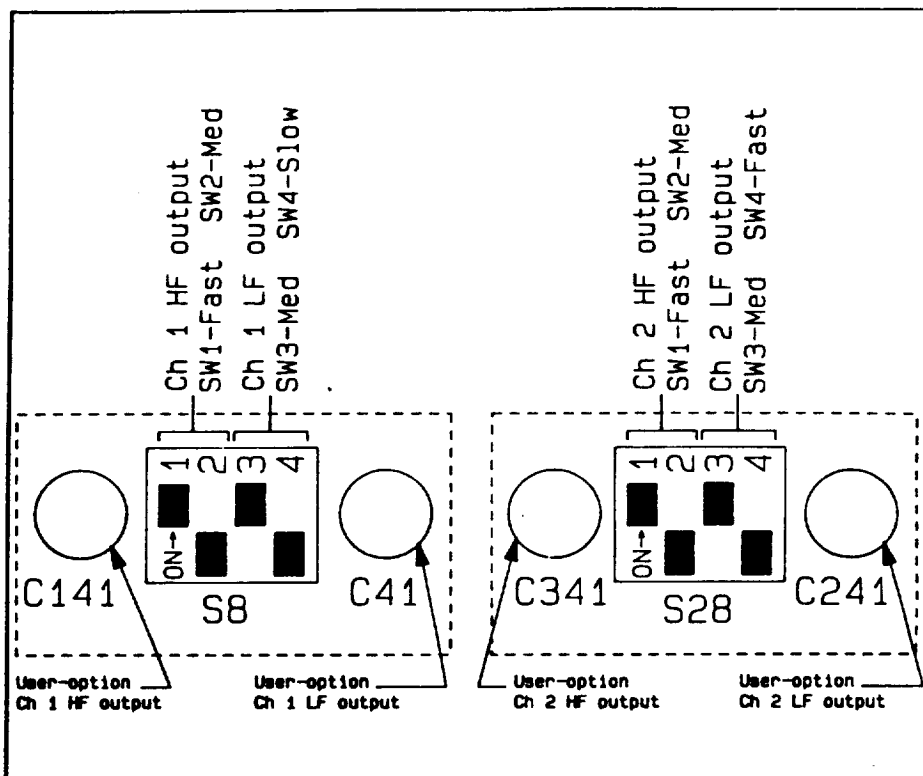 Ch 1 HF output
SW1-Fast SW2-Med
Ch 1 LF output
SW3-Med SW4-Slow
Ch 2 HF output
SW1-Fast SW2-Med
Ch 2 LF output
SW3-Med SW4-Fast
1 2 3 4
ON→
C141
S8
C41
1 2 3 4
ON→
C341
S28
C241
User-option
Ch 1 HF output
User-option
Ch 1 LF output
User-option
Ch 2 HF output
User-option
Ch 2 LF output